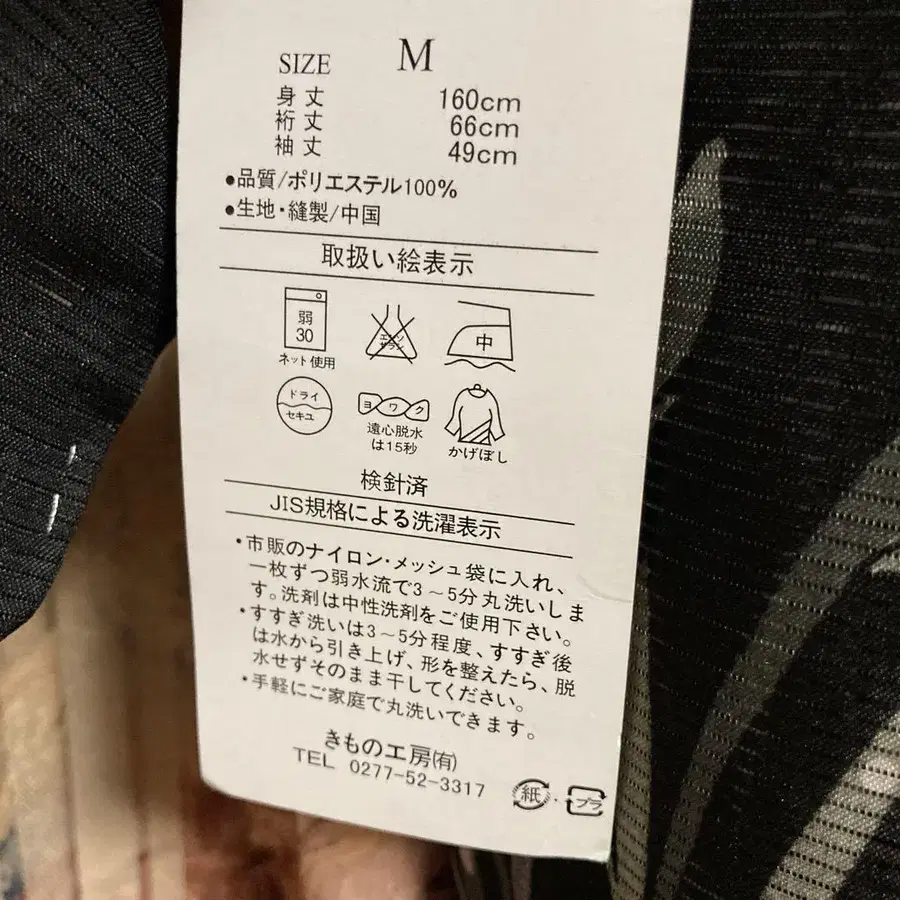 SIZE M
身丈 160cm
裄丈 66cm
袖丈 49cm
●品質/ポリエステル100%
●生地・縫製/中国
取扱い絵表示
弱
30
ネット使用
エンソ
サラシ
中
ドライ
セキユ
ヨワク
遠心脱水
は15秒
かげぼし
検針済
JIS規格による洗濯表示
・市販のナイロン・メッシュ袋に入れ、
一枚ずつ弱水流で3〜5分丸洗いしま
す。洗剤は中性洗剤をご使用下さい。
・すすぎ洗いは3〜5分程度、すすぎ後
は水から引き上げ、形を整えたら、脱
水せずそのまま干してください。
・手軽にご家庭で丸洗いできます。
きもの工房㈲
TEL 0277-52-3317
紙・プラ